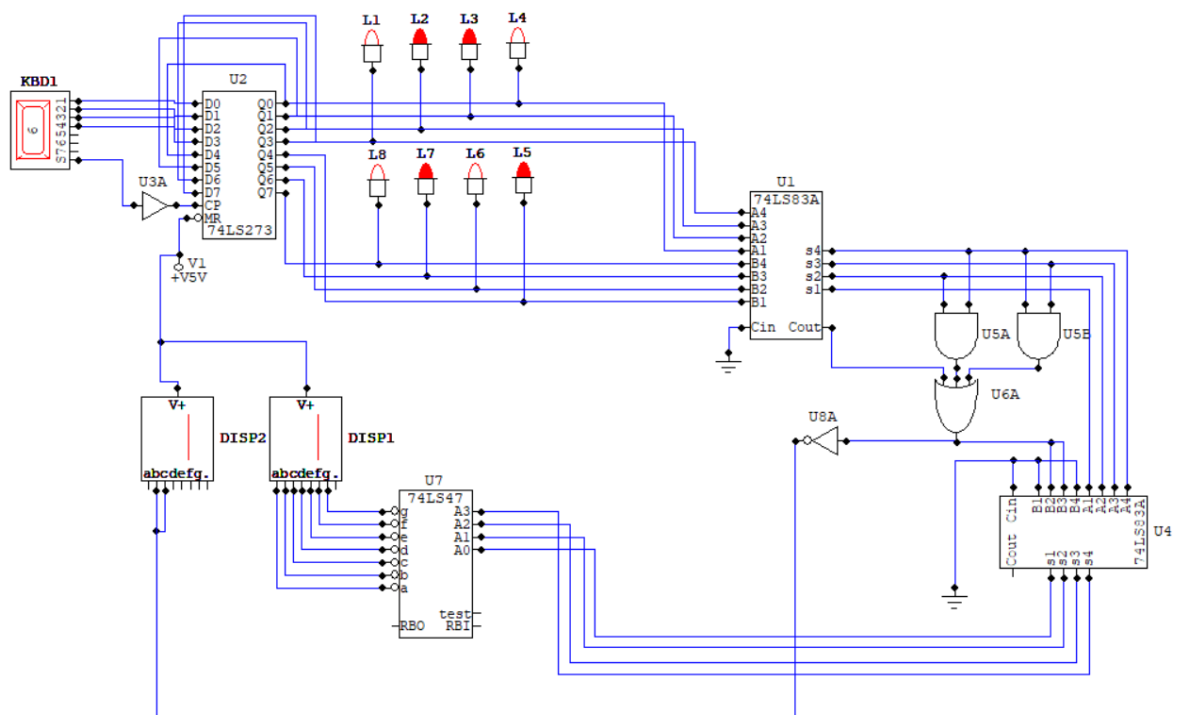 L1
L2
L3
L4
KBD1
6
S7654321
U2
D0
D1
D2
D3
D4
D5
D6
D7
CP
MR
Q0
Q1
Q2
Q3
Q4
Q5
Q6
Q7
74LS273
U3A
V1
+V5V
L8
L7
L6
L5
U1
74LS83A
A4
A3
A2
A1
B4
B3
B2
B1
Cin
s4
s3
s2
s1
Cout
U5A
U5B
U6A
U8A
V+
abcdefg.
DISP2
V+
abcdefg.
DISP1
U7
74LS47
g
f
e
d
c
b
a
A3
A2
A1
A0
test
RBO
RBI
Cin
B1
B2
B3
B4
A1
A2
A3
A4
Cout
s1
s2
s3
s4
74LS83A
U4